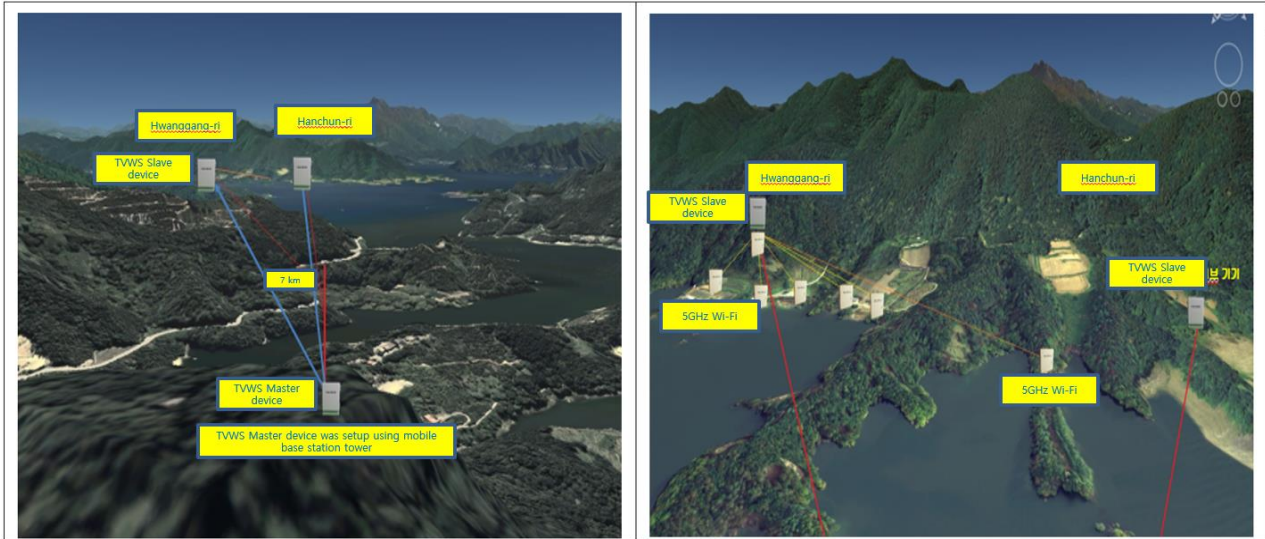 Hwanggang-ri
Hanchun-ri
TVWS Slave
device
7 km
TVWS Master
device
TVWS Master device was setup using mobile
base station tower
Hwanggang-ri
Hanchun-ri
TVWS Slave
device
TVWS Slave
device
5GHz Wi-Fi
5GHz Wi-Fi